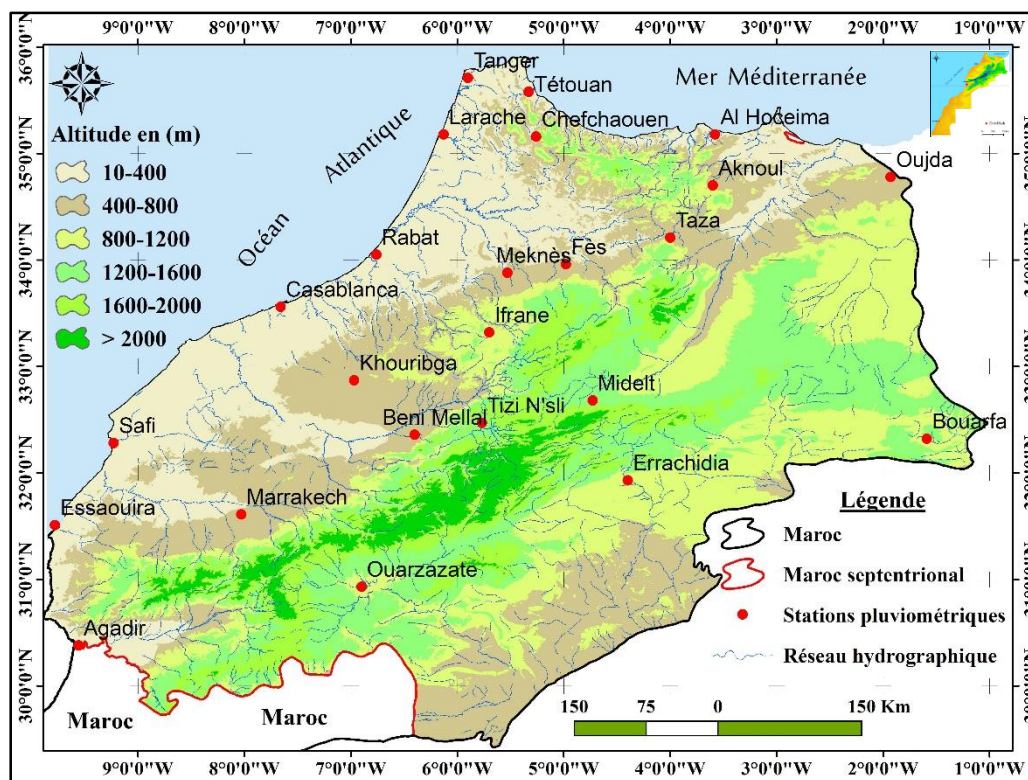 Altitude en (m)
10-400
400-800
800-1200
1200-1600
1600-2000
> 2000
Océan
Atlantique
Mer Méditerranée
Tanger
Tétouan
Larache
Chefchaouen
Al Hoceima
Aknoul
Oujda
Taza
Rabat
Meknès
Fès
Casablanca
Ifrane
Khouribga
Midelt
Beni Mellal
Tizi N'sli
Safi
Bouarfa
Errachidia
Essaouira
Marrakech
Ouarzazate
Agadir
Maroc
Maroc
Légende
Maroc
Maroc septentrional
Stations pluviométriques
Réseau hydrographique
150 75 0 150 Km
9°0'0"W 8°0'0"W 7°0'0"W 6°0'0"W 5°0'0"W 4°0'0"W 3°0'0"W 2°0'0"W 1°0'0"W
9°0'0"W 8°0'0"W 7°0'0"W 6°0'0"W 5°0'0"W 4°0'0"W 3°0'0"W 2°0'0"W 1°0'0"W
36°0'0"N
35°0'0"N
34°0'0"N
33°0'0"N
32°0'0"N
31°0'0"N
30°0'0"N